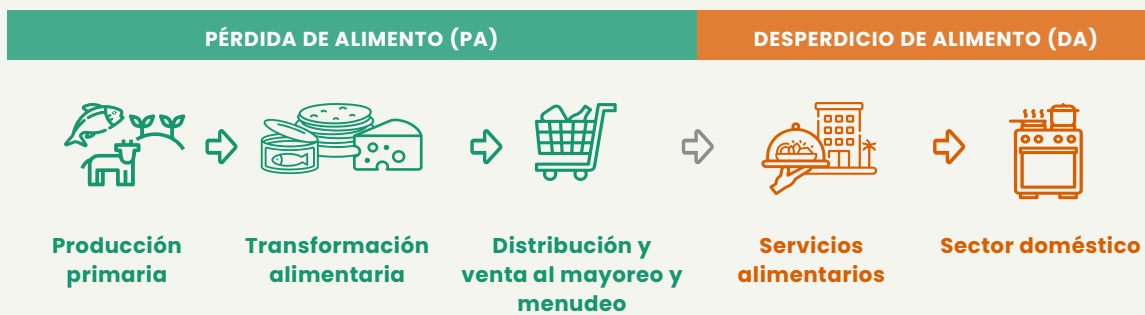 PÉRDIDA DE ALIMENTO (PA)
DESPERDICIO DE ALIMENTO (DA)
Producción
primaria
Transformación
alimentaria
Distribución y
venta al mayoreo y
menudeo
Servicios
alimentarios
Sector doméstico